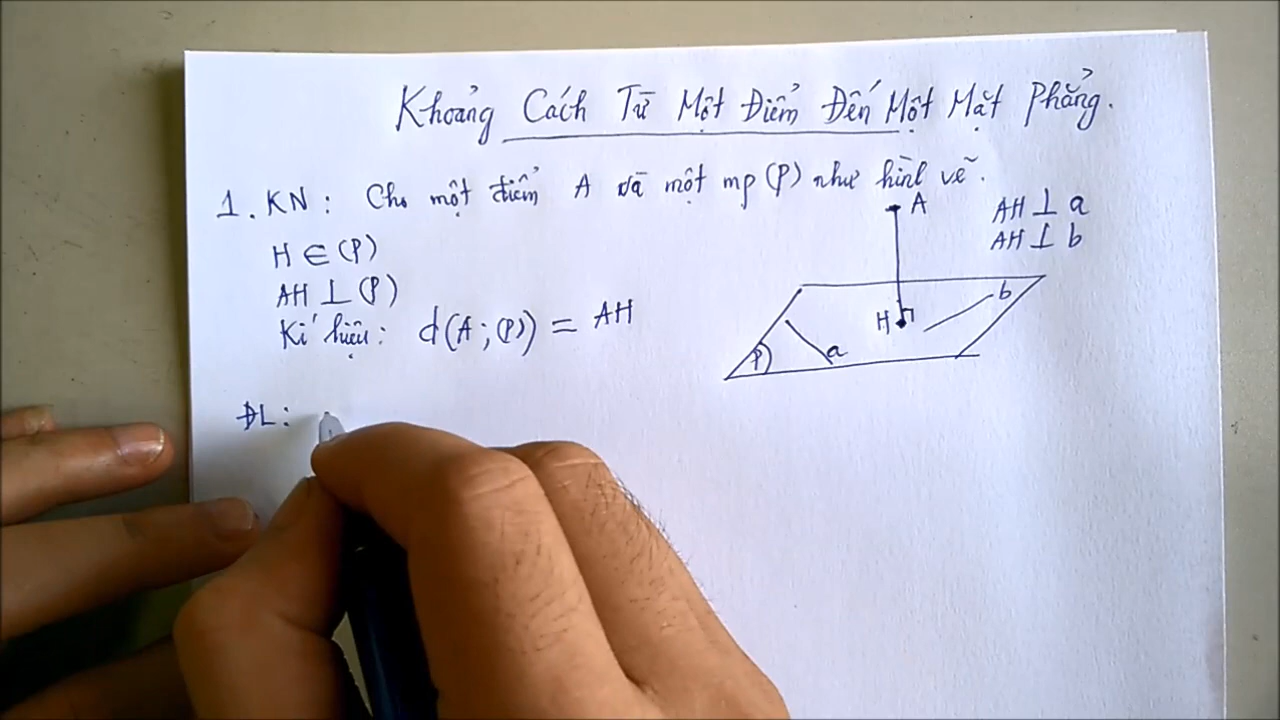 Khoảng Cách Từ Một Điểm Đến Một Mặt Phẳng.
1. KN: Cho một điểm A và một mp (P) như hình vẽ.
H ∈ (P)
AH ⊥ (P)
Kí hiệu: d(A; (P)) = AH
A
AH ⊥ a
AH ⊥ b
b
H
P
a
ĐL: